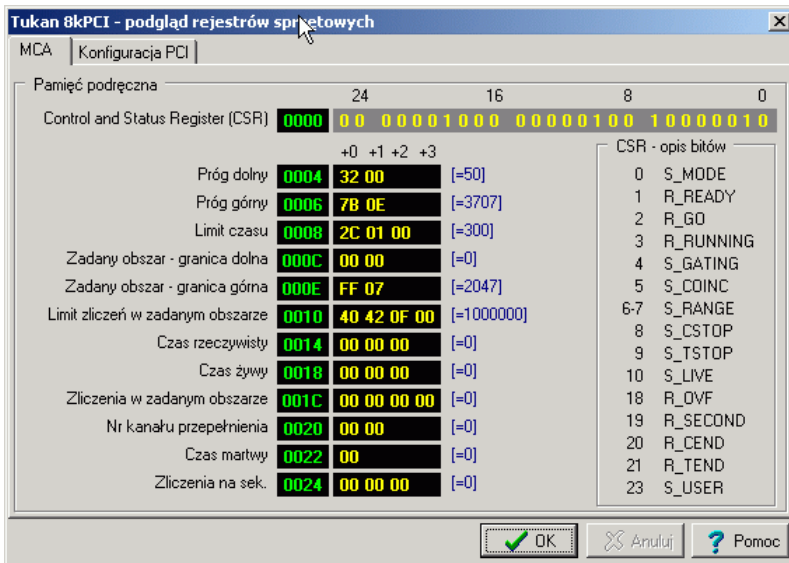 Tukan 8kPCI - podgląd rejestrów sprzętowych
MCA Konfiguracja PCI
Pamięć podręczna
24 16 8 0
Control and Status Register (CSR) 0000 00 00001000 00000100 10000010
+0 +1 +2 +3
Próg dolny 0004 32 00 [=50]
Próg górny 0006 7B 0E [=3707]
Limit czasu 0008 2C 01 00 [=300]
Zadany obszar - granica dolna 000C 00 00 [=0]
Zadany obszar - granica górna 000E FF 07 [=2047]
Limit zliczeń w zadanym obszarze 0010 40 42 0F 00 [=1000000]
Czas rzeczywisty 0014 00 00 00 [=0]
Czas żywy 0018 00 00 00 [=0]
Zliczenia w zadanym obszarze 001C 00 00 00 00 [=0]
Nr kanału przepełnienia 0020 00 00 [=0]
Czas martwy 0022 00 [=0]
Zliczenia na sek. 0024 00 00 00 [=0]
CSR - opis bitów
0 S_MODE
1 R_READY
2 R_GO
3 R_RUNNING
4 S_GATING
5 S_COINC
6-7 S_RANGE
8 S_CSTOP
9 S_TSTOP
10 S_LIVE
18 R_OVF
19 R_SECOND
20 R_CEND
21 R_TEND
23 S_USER
OK Anuluj Pomoc